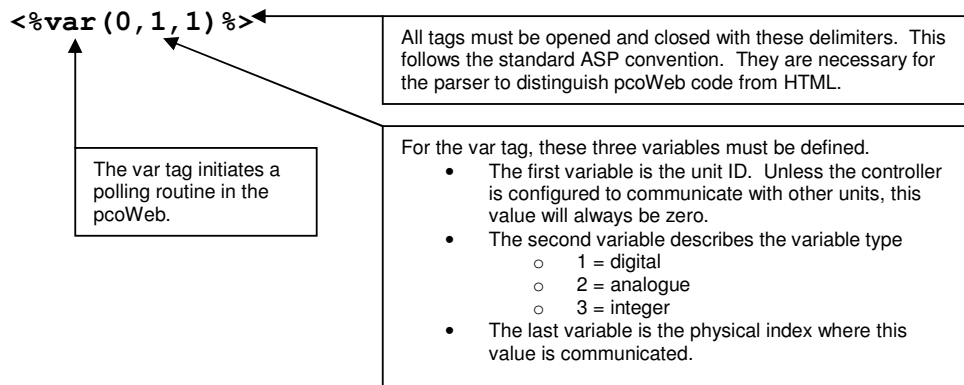 <%var(0,1,1)%>
All tags must be opened and closed with these delimiters. This
follows the standard ASP convention. They are necessary for
the parser to distinguish pcoWeb code from HTML.
The var tag initiates a
polling routine in the
pcoWeb.
For the var tag, these three variables must be defined.
• The first variable is the unit ID. Unless the controller
is configured to communicate with other units, this
value will always be zero.
• The second variable describes the variable type
o 1 = digital
o 2 = analogue
o 3 = integer
• The last variable is the physical index where this
value is communicated.